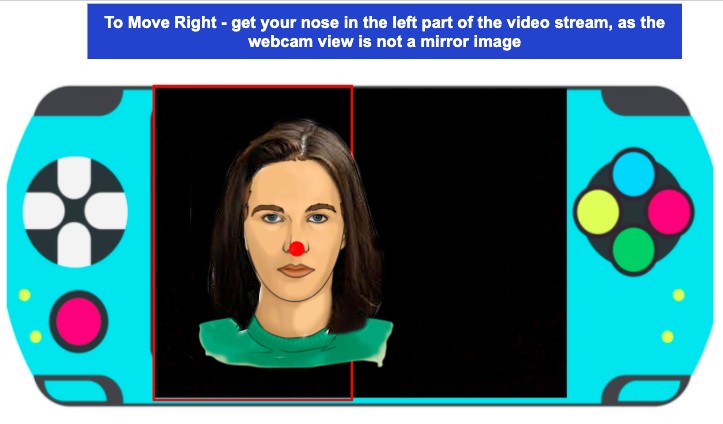 To Move Right - get your nose in the left part of the video stream, as the
webcam view is not a mirror image